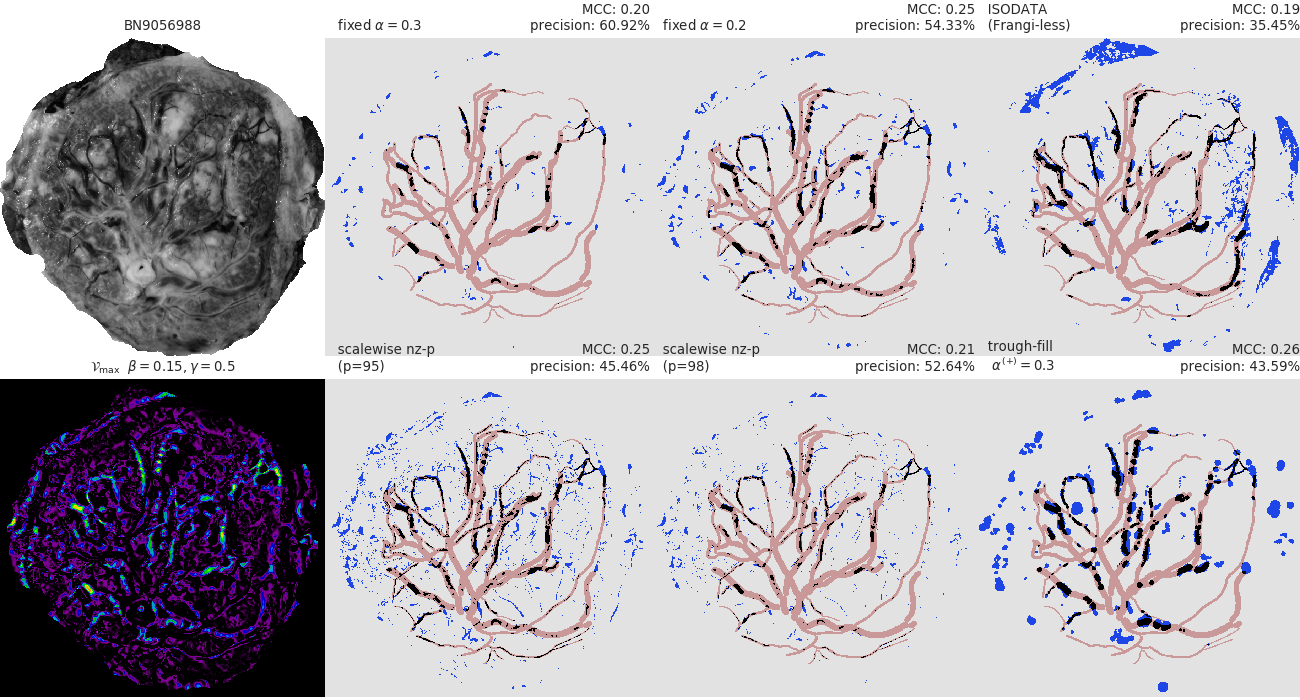 BN9056988
fixed α = 0.3
MCC: 0.20
precision: 60.92%
fixed α = 0.2
MCC: 0.25
precision: 54.33%
ISODATA
(Frangi-less)
MCC: 0.19
precision: 35.45%
𝒱max β = 0.15, γ = 0.5
scalewise nz-p
(p=95)
MCC: 0.25
precision: 45.46%
scalewise nz-p
(p=98)
MCC: 0.21
precision: 52.64%
trough-fill
α(+) = 0.3
MCC: 0.26
precision: 43.59%